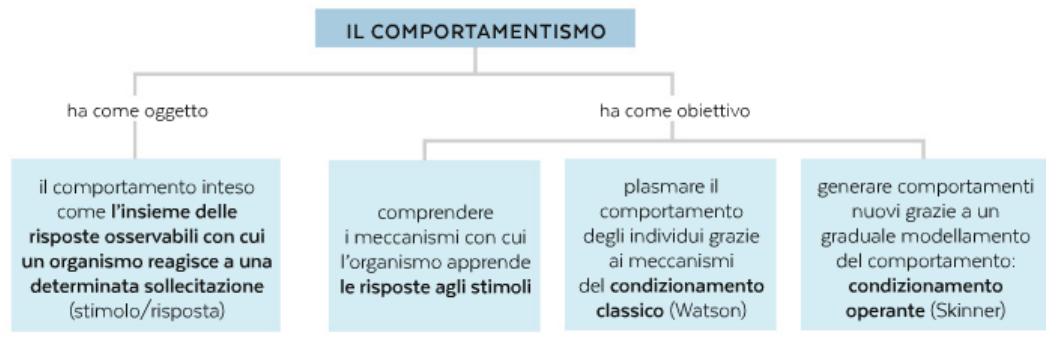 IL COMPORTAMENTISMO
ha come oggetto
ha come obiettivo
il comportamento inteso
come l'insieme delle
risposte osservabili con cui
un organismo reagisce a una
determinata sollecitazione
(stimolo/risposta)
comprendere
i meccanismi con cui
l'organismo apprende
le risposte agli stimoli
plasmare il
comportamento
degli individui grazie
ai meccanismi
del condizionamento
classico (Watson)
generare comportamenti
nuovi grazie a un
graduale modellamento
del comportamento:
condizionamento
operante (Skinner)